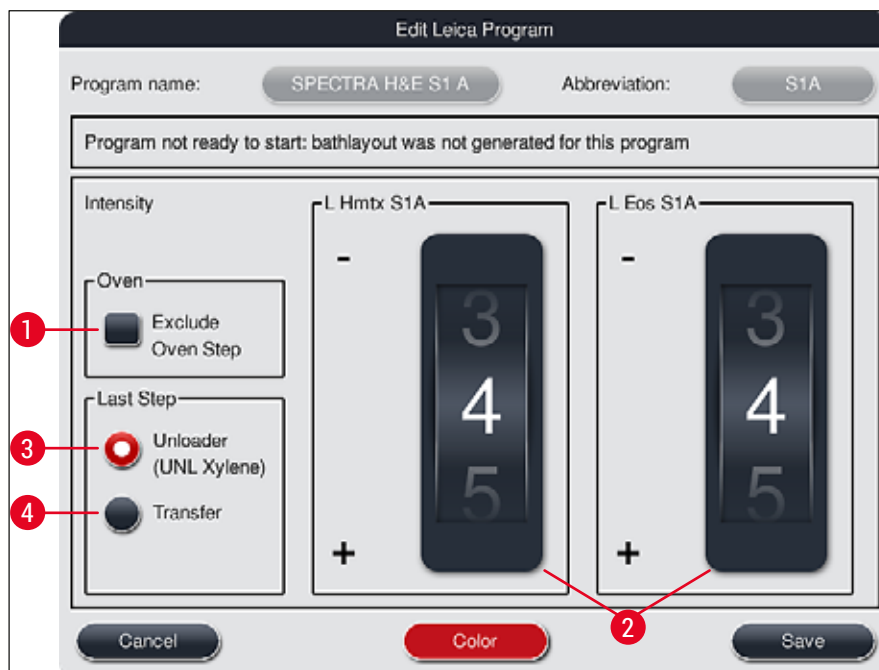 Edit Leica Program
Program name: SPECTRA H&E S1 A Abbreviation: S1A
Program not ready to start: bathlayout was not generated for this program
Intensity
L Hmtx S1A
L Eos S1A
- -
Oven
1 Exclude
Oven Step
3 3
4 4
5 5
Last Step
3 Unloader
(UNL Xylene)
4 Transfer
+ +
2
Cancel Color Save